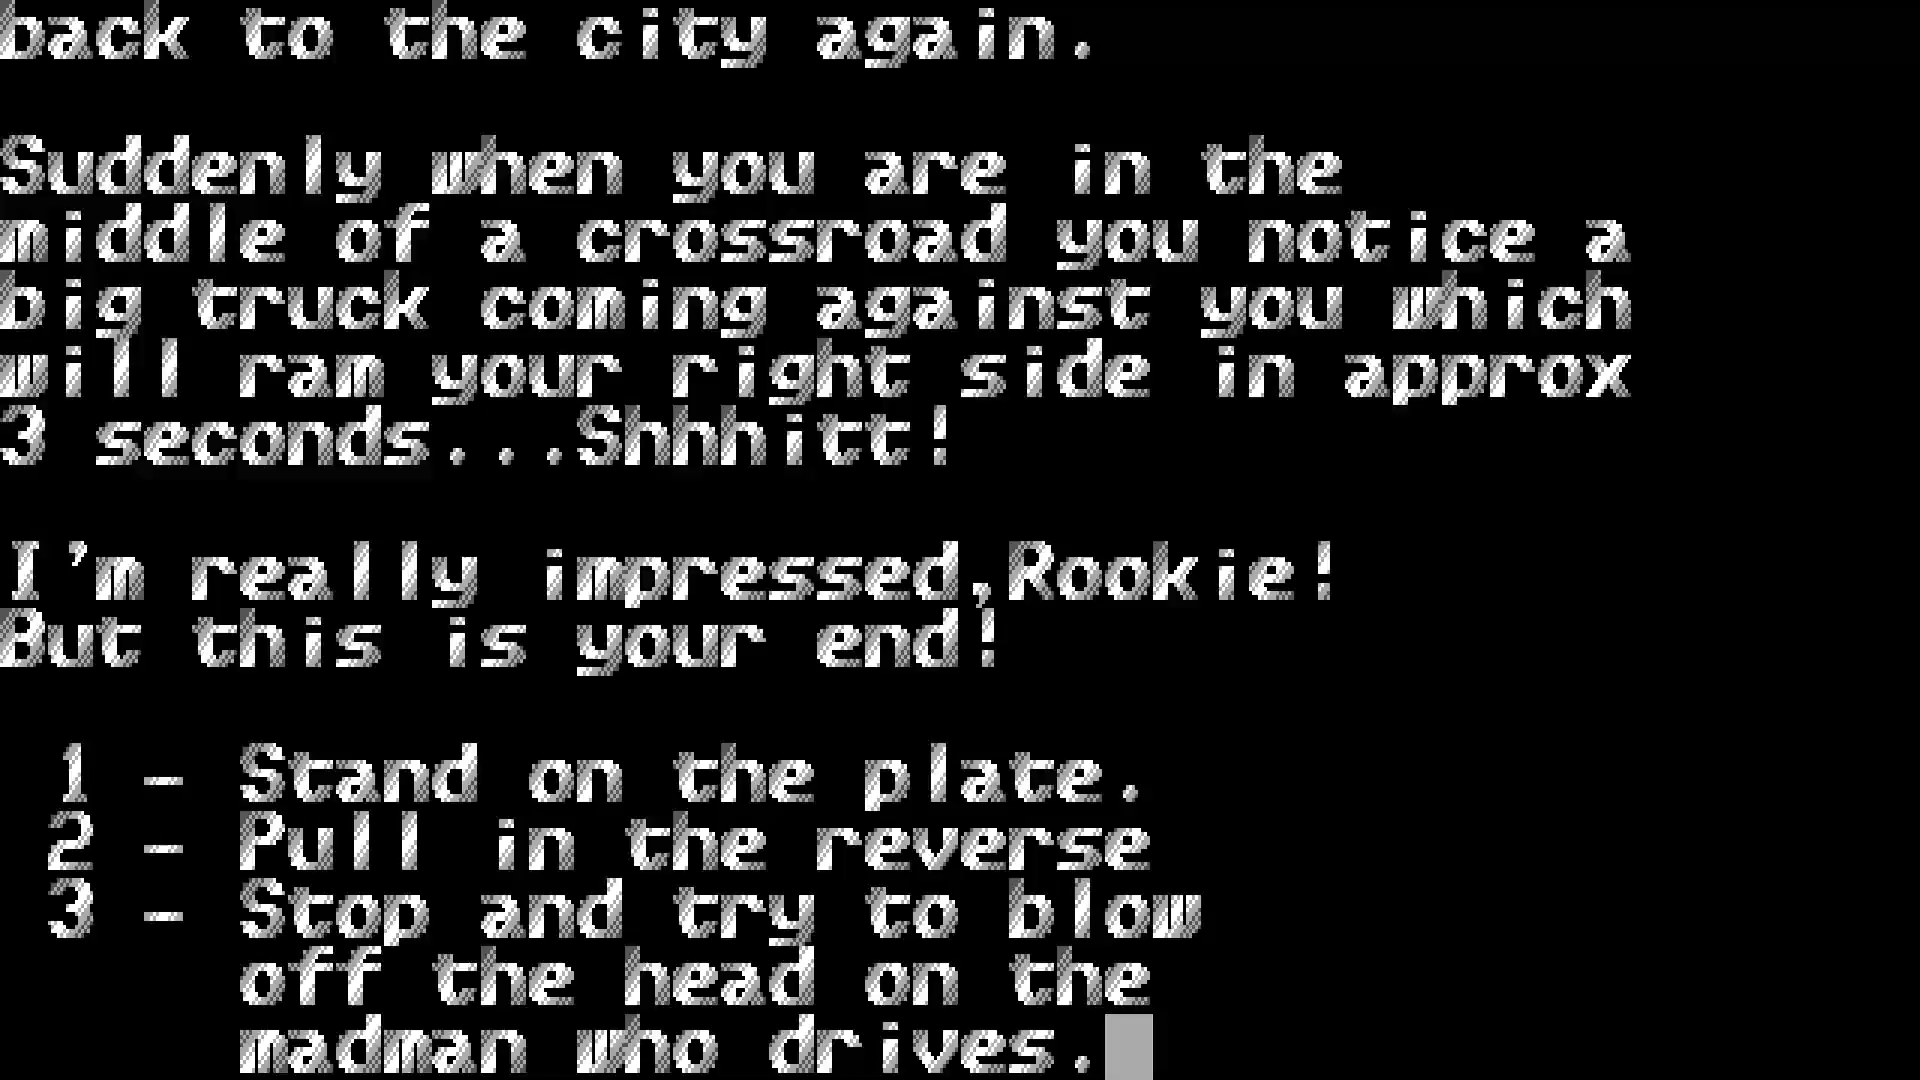 back to the city again.
Suddenly when you are in the
middle of a crossroad you notice a
big truck coming against you which
will ram your right side in approx
3 seconds...Shhhitt!
I'm really impressed,Rookie!
But this is your end!
1 - Stand on the plate.
2 - Pull in the reverse
3 - Stop and try to blow
off the head on the
madman who drives.